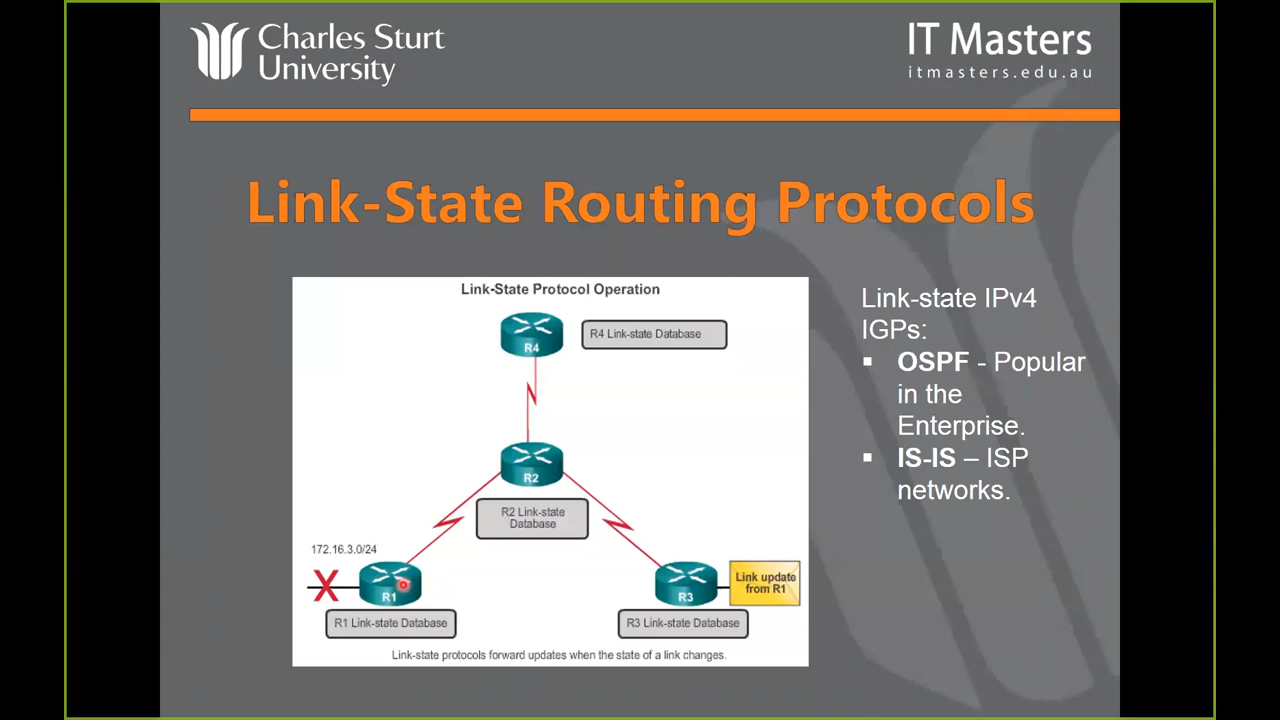 Charles Sturt
University
IT Masters
itmasters.edu.au
Link-State Routing Protocols
Link-State Protocol Operation
R4
R4 Link-state Database
R2
R2 Link-state
Database
172.16.3.0/24
R1
R1 Link-state Database
R3
Link update
from R1
R3 Link-state Database
Link-state protocols forward updates when the state of a link changes.
Link-state IPv4
IGPs:
▪ OSPF - Popular
in the
Enterprise.
▪ IS-IS – ISP
networks.